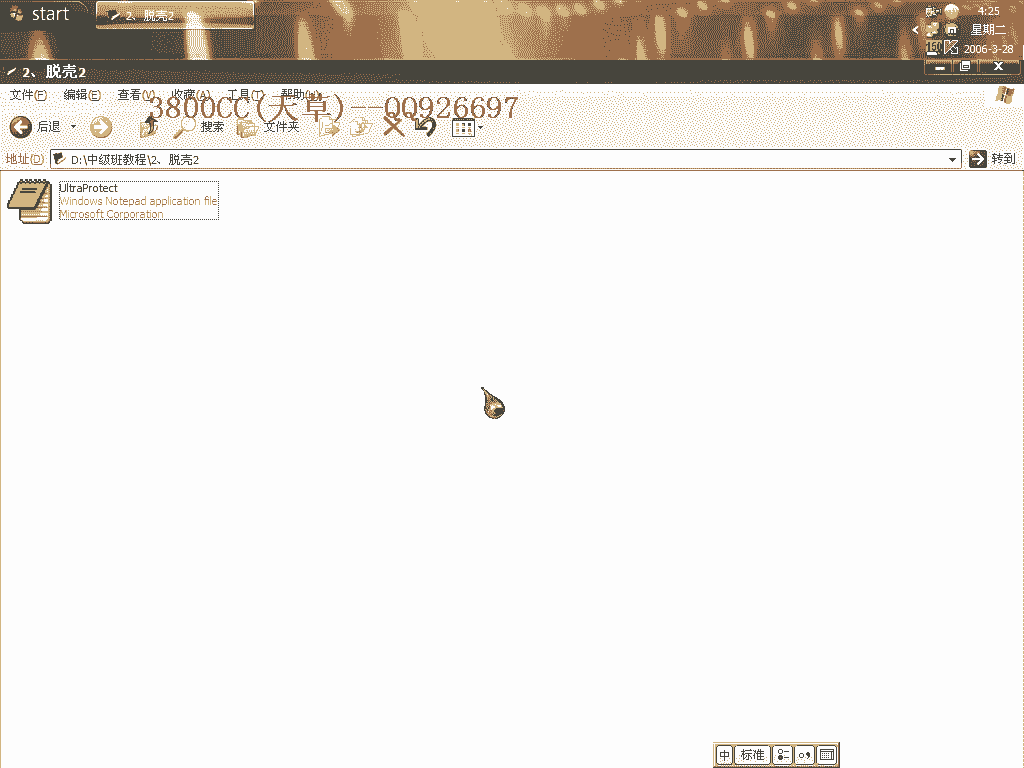 start
2、脱壳2
4:25
星期二
2006-3-28
2、脱壳2
文件(F) 编辑(E) 查看(V) 收藏(A) 工具(T) 帮助(H)
3800CC(天草)--QQ926697
后退 搜索 文件夹
地址(D) D:\中级班教程\2、脱壳2 转到
UltraProtect
Windows Notepad application file
Microsoft Corporation
中 标准